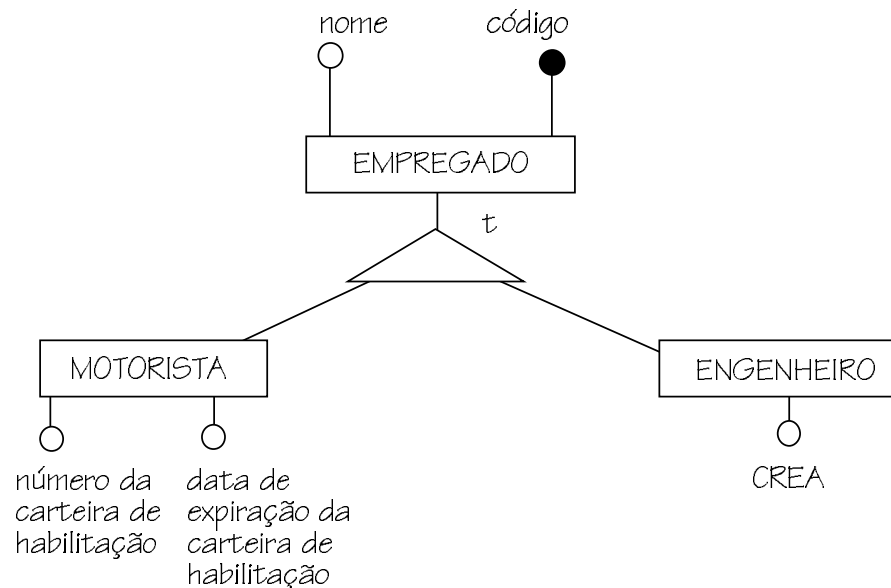 nome código
EMPREGADO
t
MOTORISTA
ENGENHEIRO
número da
carteira de
habilitação
data de
expiração da
carteira de
habilitação
CREA